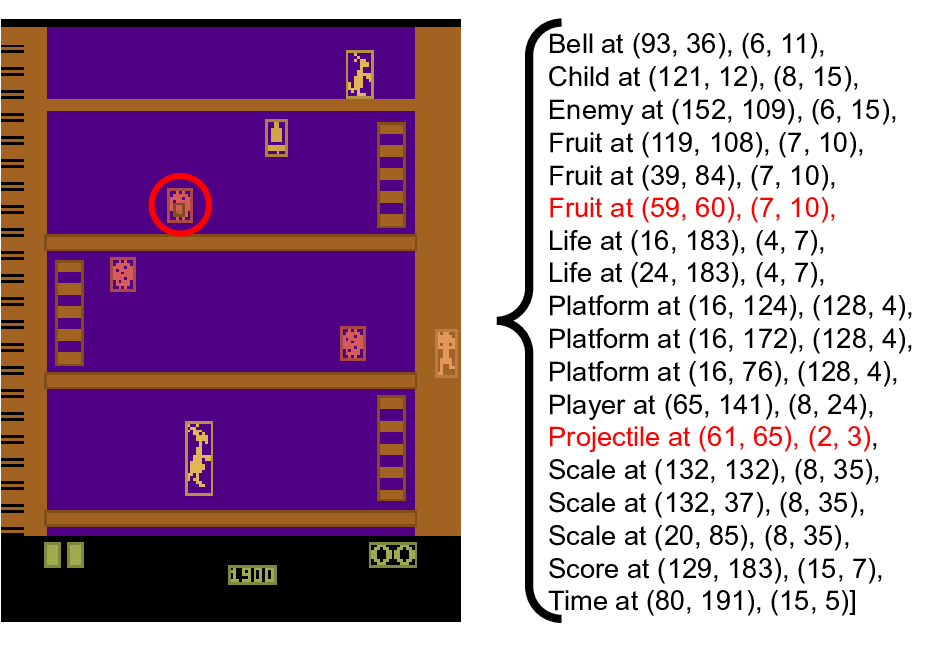 Bell at (93, 36), (6, 11),
Child at (121, 12), (8, 15),
Enemy at (152, 109), (6, 15),
Fruit at (119, 108), (7, 10),
Fruit at (39, 84), (7, 10),
Fruit at (59, 60), (7, 10),
Life at (16, 183), (4, 7),
Life at (24, 183), (4, 7),
Platform at (16, 124), (128, 4),
Platform at (16, 172), (128, 4),
Platform at (16, 76), (128, 4),
Player at (65, 141), (8, 24),
Projectile at (61, 65), (2, 3),
Scale at (132, 132), (8, 35),
Scale at (132, 37), (8, 35),
Scale at (20, 85), (8, 35),
Score at (129, 183), (15, 7),
Time at (80, 191), (15, 5)]
00
1900